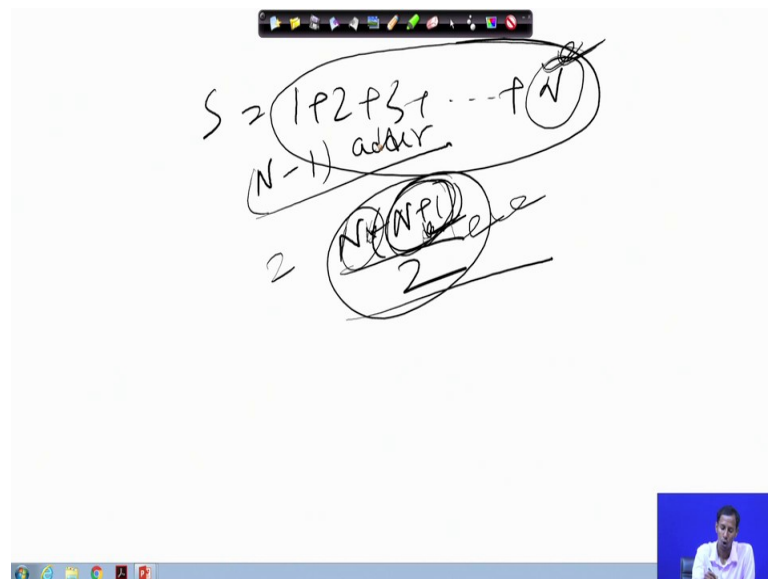 S = 1+2+3+ ---- + N
(N-1) adder
= N*(N+1)
2